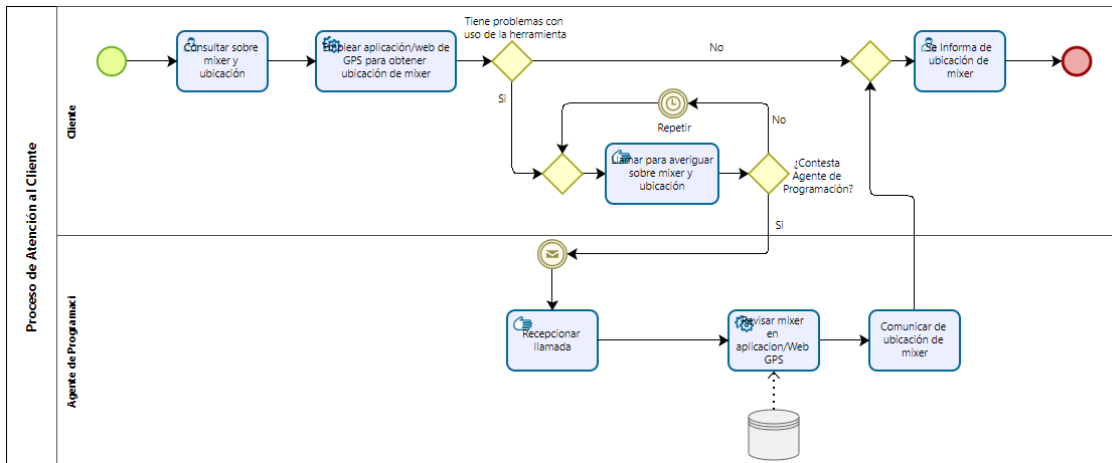 Proceso de Atención al Cliente
Cliente
Agente de Programaci
Consultar sobre
mixer y
ubicación
Emplear aplicación/web de
GPS para obtener
ubicación de mixer
Tiene problemas con
uso de la herramienta
No
Si
Se Informa de
ubicación de
mixer
Repetir
No
Llamar para averiguar
sobre mixer y
ubicación
¿Contesta
Agente de
Programación?
Si
Recepcionar
llamada
Revisar mixer
en
aplicacion/Web
GPS
Comunicar de
ubicación de
mixer